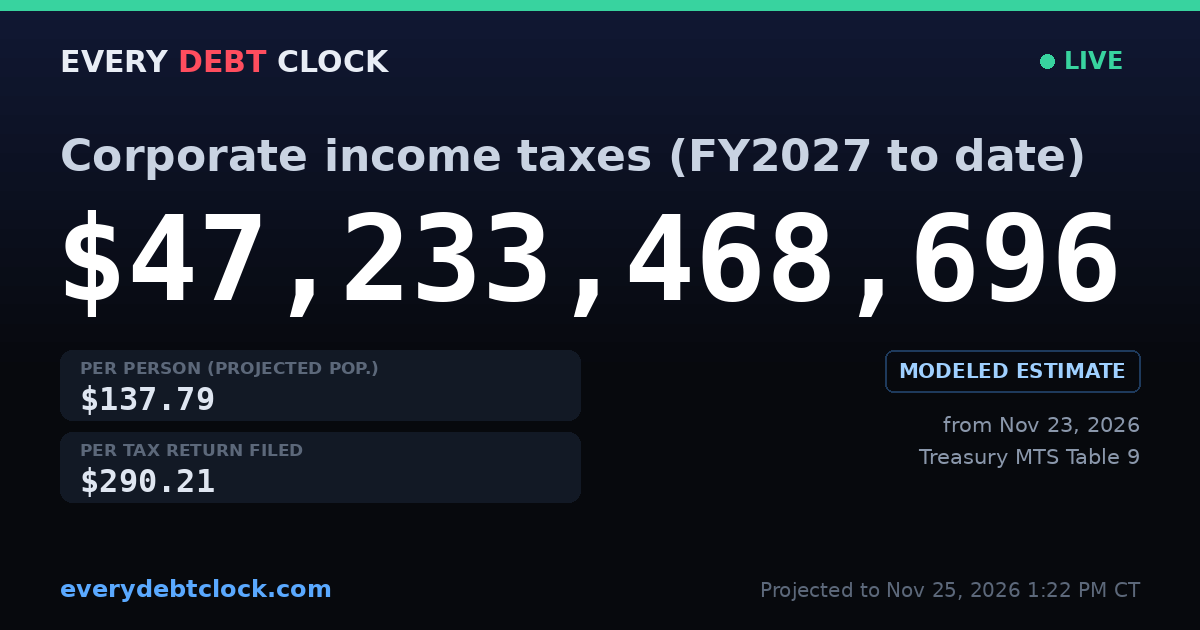 EVERY DEBT CLOCK
LIVE
Corporate income taxes (FY2027 to date)
$47,233,468,696
PER PERSON (PROJECTED POP.)
$137.79
PER TAX RETURN FILED
$290.21
MODELED ESTIMATE
from Nov 23, 2026
Treasury MTS Table 9
everydebtclock.com
Projected to Nov 25, 2026 1:22 PM CT